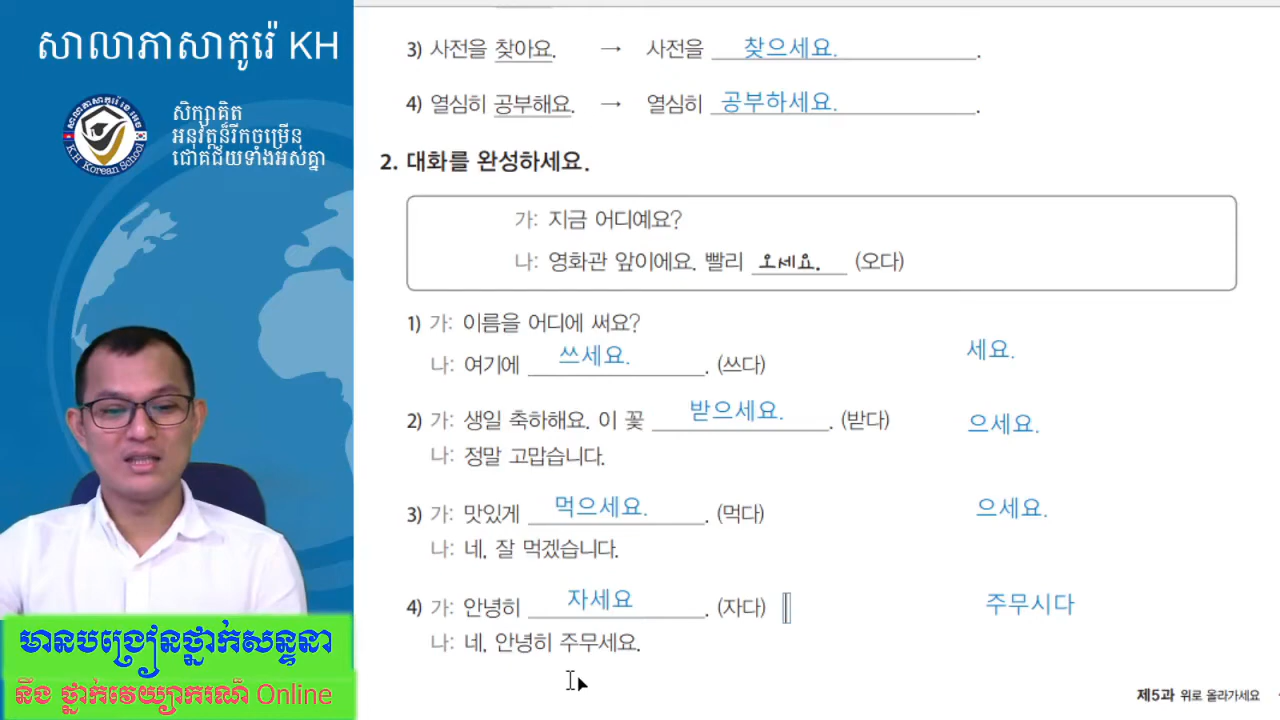 សាលាភាសាកូរ៉េ KH
សិក្សាគិត
អនុវត្តន៍រីកចម្រើន
ជោគជ័យទាំងអស់គ្នា
KH Korean School
មានបង្រៀនថ្នាក់សន្ទនា
និង ថ្នាក់វេយ្យាករណ៍ Online
3) 사전을 찾아요. → 사전을 찾으세요. .
4) 열심히 공부해요. → 열심히 공부하세요. .
2. 대화를 완성하세요.
가: 지금 어디예요?
나: 영화관 앞이에요. 빨리 오세요. (오다)
1) 가: 이름을 어디에 써요?
나: 여기에 쓰세요. . (쓰다) 세요.
2) 가: 생일 축하해요. 이 꽃 받으세요. . (받다) 으세요.
나: 정말 고맙습니다.
3) 가: 맛있게 먹으세요. . (먹다) 으세요.
나: 네, 잘 먹겠습니다.
4) 가: 안녕히 자세요 . (자다) 주무시다
나: 네, 안녕히 주무세요.
제5과 위로 올라가세요